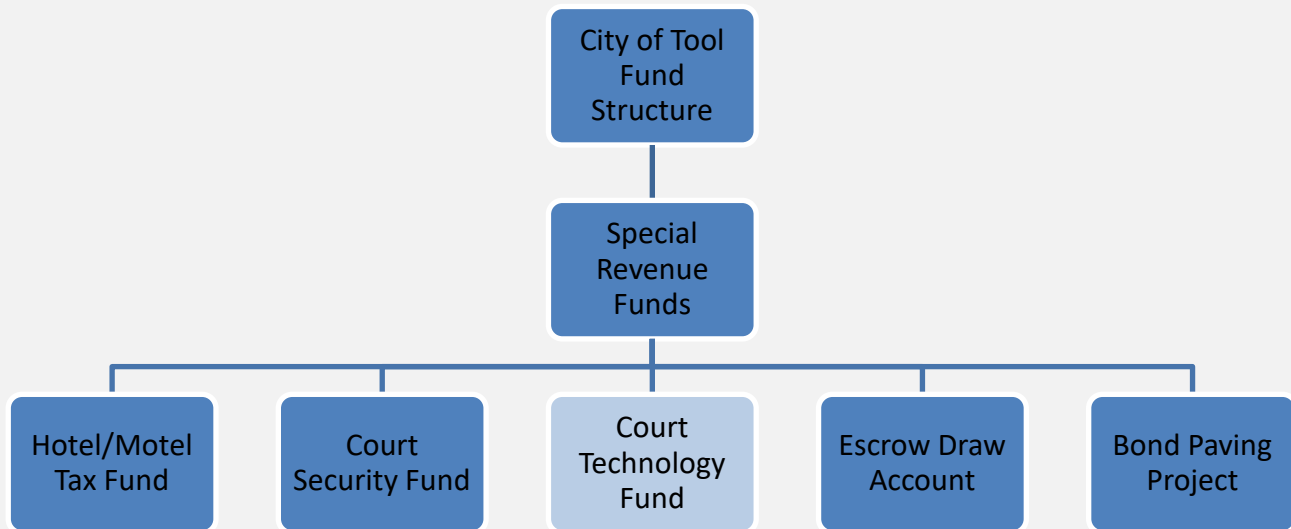 City of Tool
Fund
Structure
Special
Revenue
Funds
Hotel/Motel
Tax Fund
Court
Security Fund
Court
Technology
Fund
Escrow Draw
Account
Bond Paving
Project